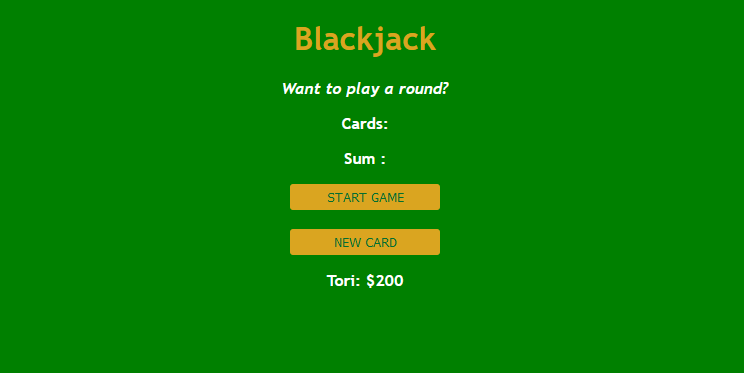 Blackjack
Want to play a round?
Cards:
Sum :
START GAME
NEW CARD
Tori: $200